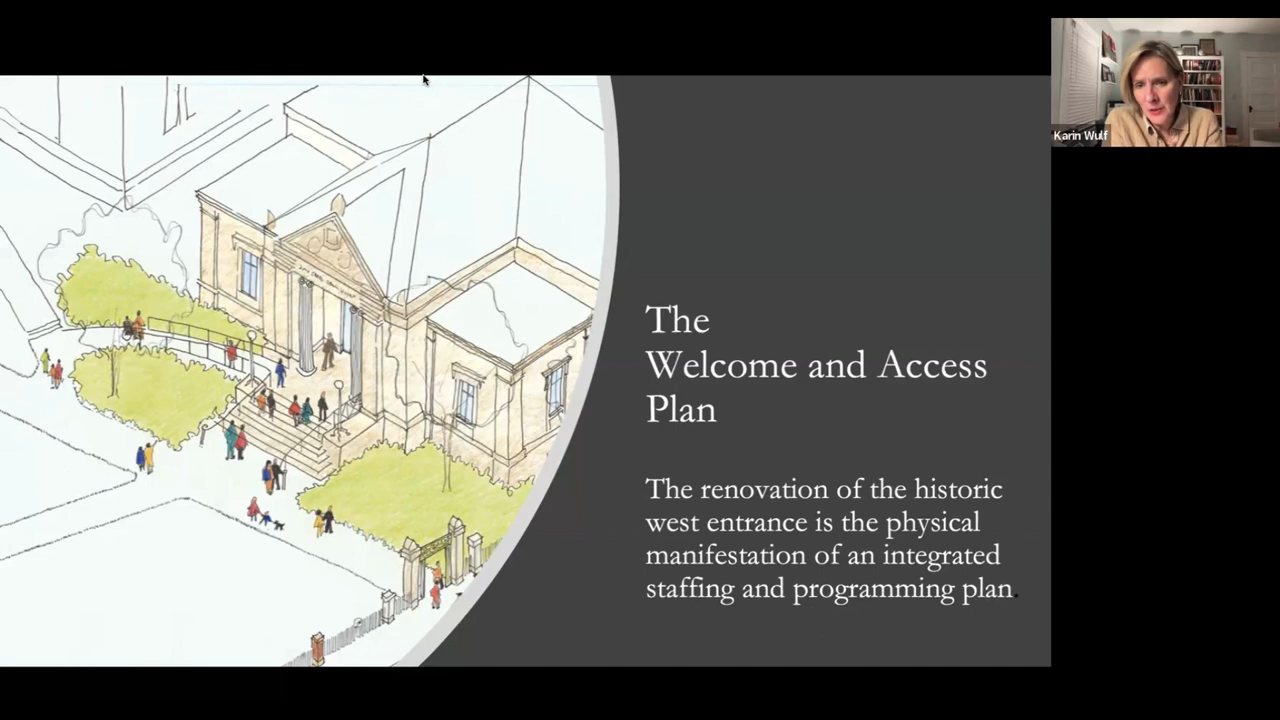 Karin Wulf
The
Welcome and Access
Plan
The renovation of the historic
west entrance is the physical
manifestation of an integrated
staffing and programming plan.